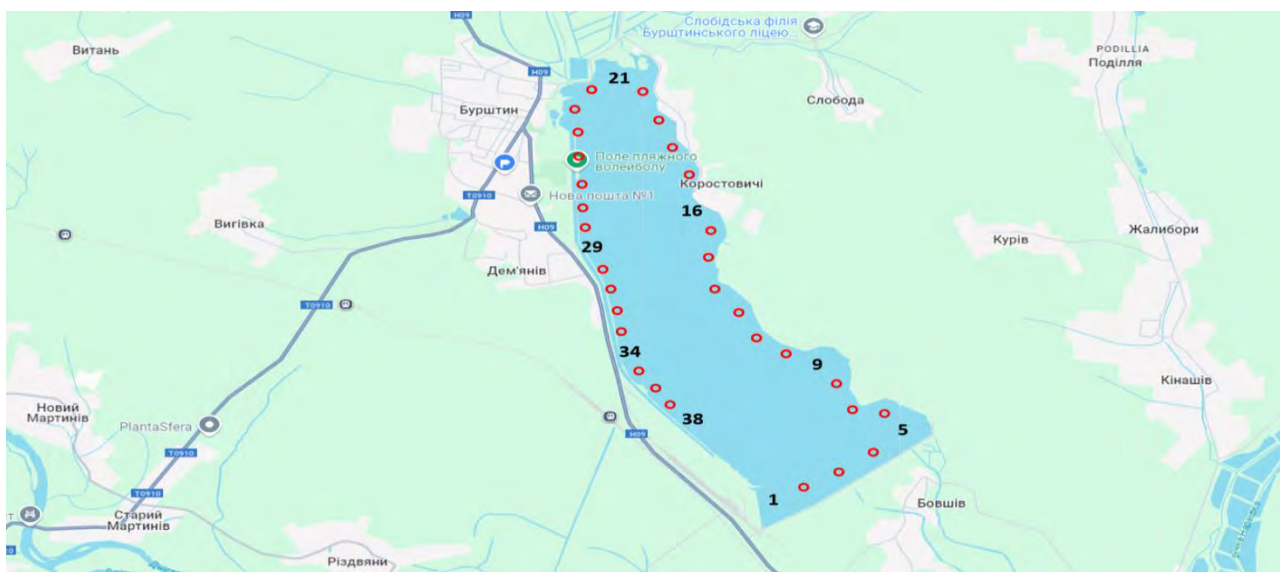 H09
Слобідська філія
Бурштинського ліцею...
Витань
PODILLIA
Поділля
H09
21
Слобода
Бурштин
Поле пляжного
волейболу
Коростовичі
T0910
Нова пошта №1
16
Вигівка
H09
Жалибори
Курів
29
Дем'янів
T0910
34
9
Кінашів
Новий
Мартинів
PlantaSfera
38
5
H09
T0910
1
T0910
Бовшів
Старий
Мартинів
Різдвяни